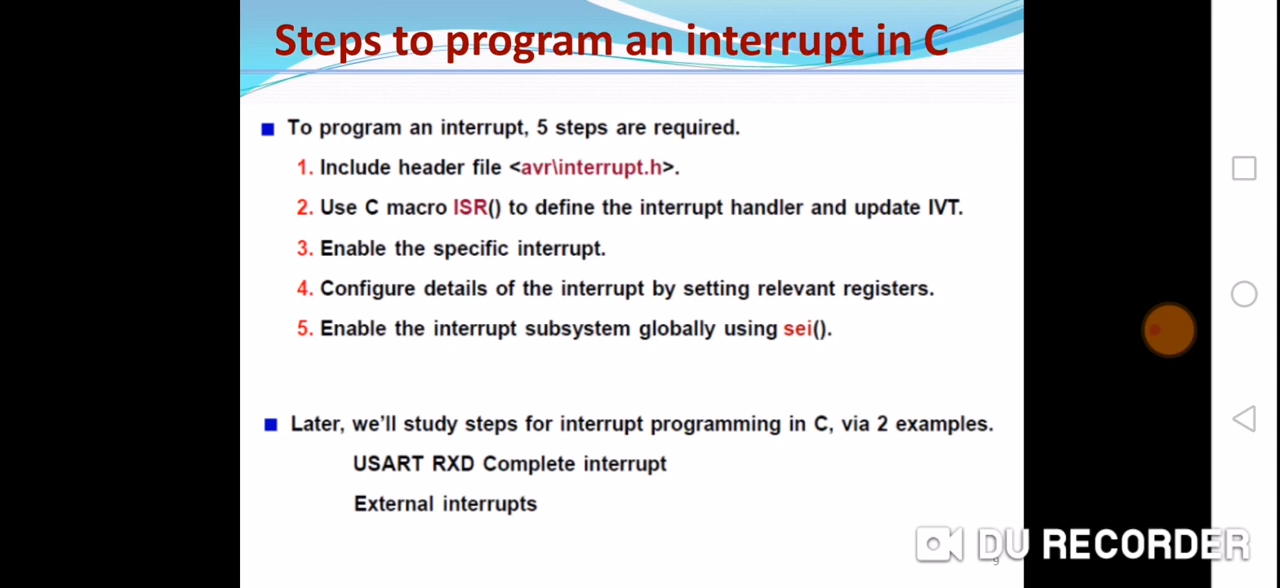 Steps to program an interrupt in C
To program an interrupt, 5 steps are required.
1. Include header file <avr\interrupt.h>.
2. Use C macro ISR() to define the interrupt handler and update IVT.
3. Enable the specific interrupt.
4. Configure details of the interrupt by setting relevant registers.
5. Enable the interrupt subsystem globally using sei().
Later, we'll study steps for interrupt programming in C, via 2 examples.
USART RXD Complete interrupt
External interrupts
DU RECORDER
9